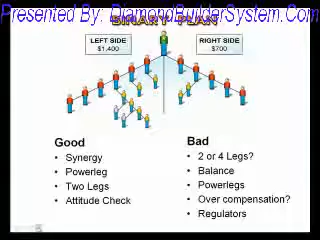 Presented By: DiamondBuilderSystem.Com
BINARY PLAN
LEFT SIDE
$1,400
RIGHT SIDE
$700
Good
• Synergy
• Powerleg
• Two Legs
• Attitude Check
Bad
• 2 or 4 Legs?
• Balance
• Powerlegs
• Over compensation?
• Regulators